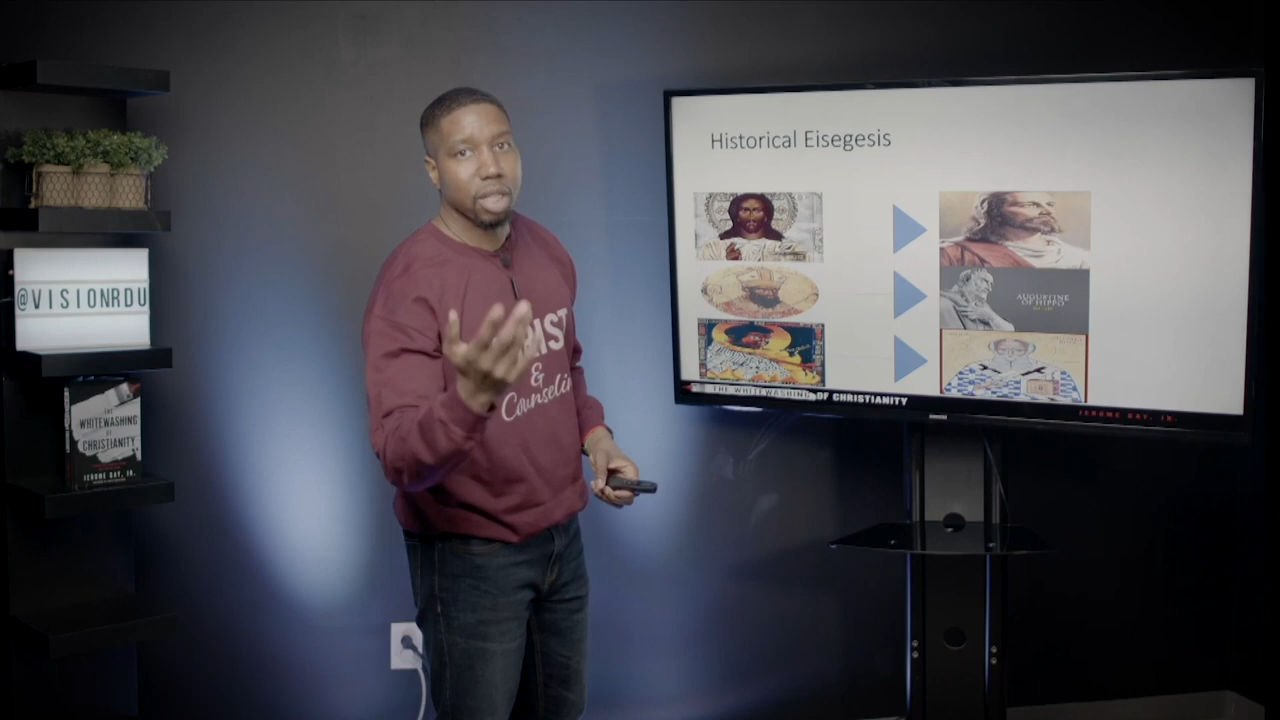 @VISIONRDU
THE
WHITEWASHING
OF
CHRISTIANITY
JEROME GAY, JR.
&
Counselin
Historical Eisegesis
AUGUSTINE
OF HIPPO
THE WHITEWASHING OF CHRISTIANITY
JEROME GAY, JR.